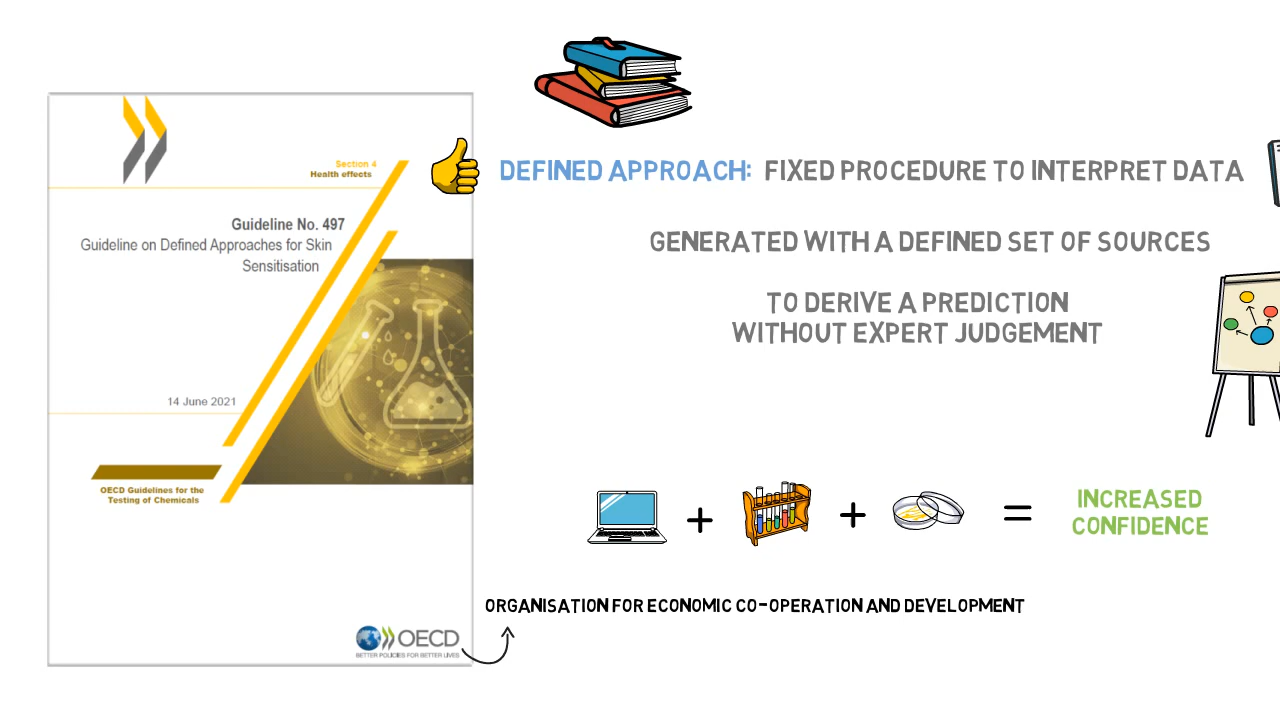 Section 4
Health effects
Guideline No. 497
Guideline on Defined Approaches for Skin
Sensitisation
14 June 2021
OECD Guidelines for the
Testing of Chemicals
OECD
BETTER POLICIES FOR BETTER LIVES
DEFINED APPROACH: FIXED PROCEDURE TO INTERPRET DATA
GENERATED WITH A DEFINED SET OF SOURCES
TO DERIVE A PREDICTION
WITHOUT EXPERT JUDGEMENT
+ + =
INCREASED
CONFIDENCE
ORGANISATION FOR ECONOMIC CO-OPERATION AND DEVELOPMENT